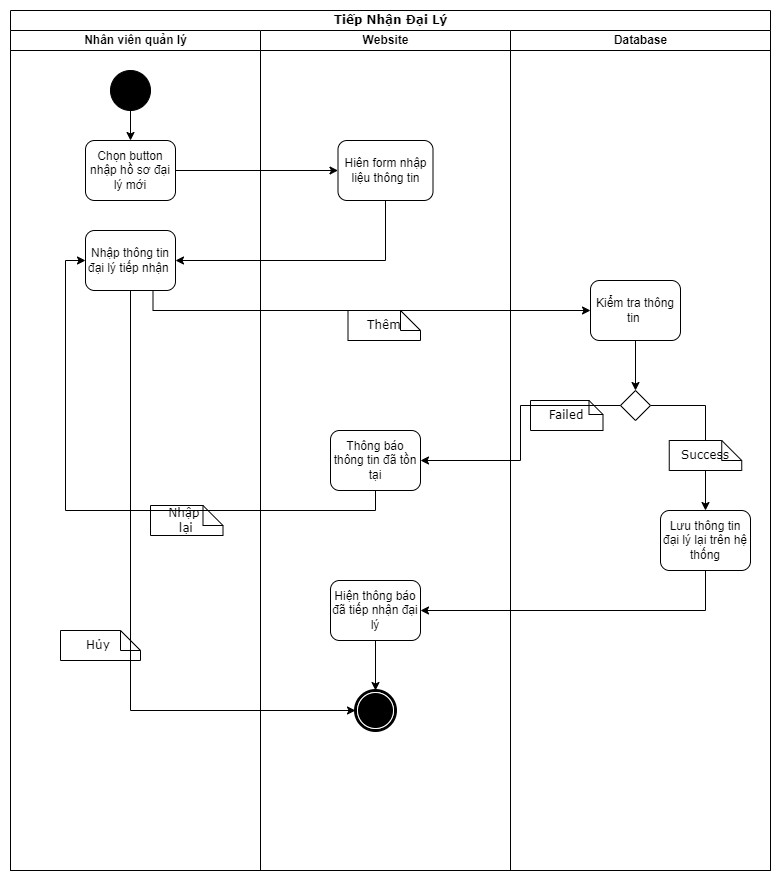 Tiếp Nhận Đại Lý
Nhân viên quản lý
Website
Database
Chọn button
nhập hồ sơ đại
lý mới
Hiên form nhập
liệu thông tin
Nhập thông tin
đại lý tiếp nhận
Kiểm tra thông
tin
Thêm
Failed
Thông báo
thông tin đã tồn
tại
Success
Nhập
lại
Lưu thông tin
đại lý lại trên hệ
thống
Hiện thông báo
đã tiếp nhận đại
lý
Hủy